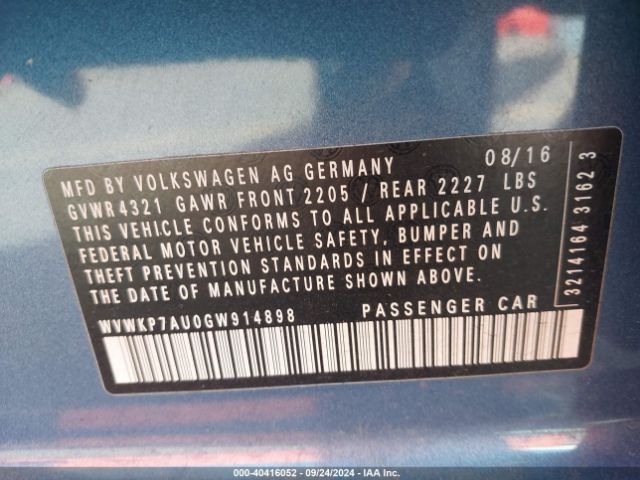 MFD BY VOLKSWAGEN AG GERMANY 08/16
GVWR 4321 GAWR FRONT 2205 / REAR 2227 LBS
THIS VEHICLE CONFORMS TO ALL APPLICABLE U.S.
FEDERAL MOTOR VEHICLE SAFETY, BUMPER AND
THEFT PREVENTION STANDARDS IN EFFECT ON
THE DATE OF MANUFACTURE SHOWN ABOVE.
WVWKP7AU0GW914898 PASSENGER CAR
3214164 3162 3
000-40416052 - 09/24/2024 - IAA Inc.